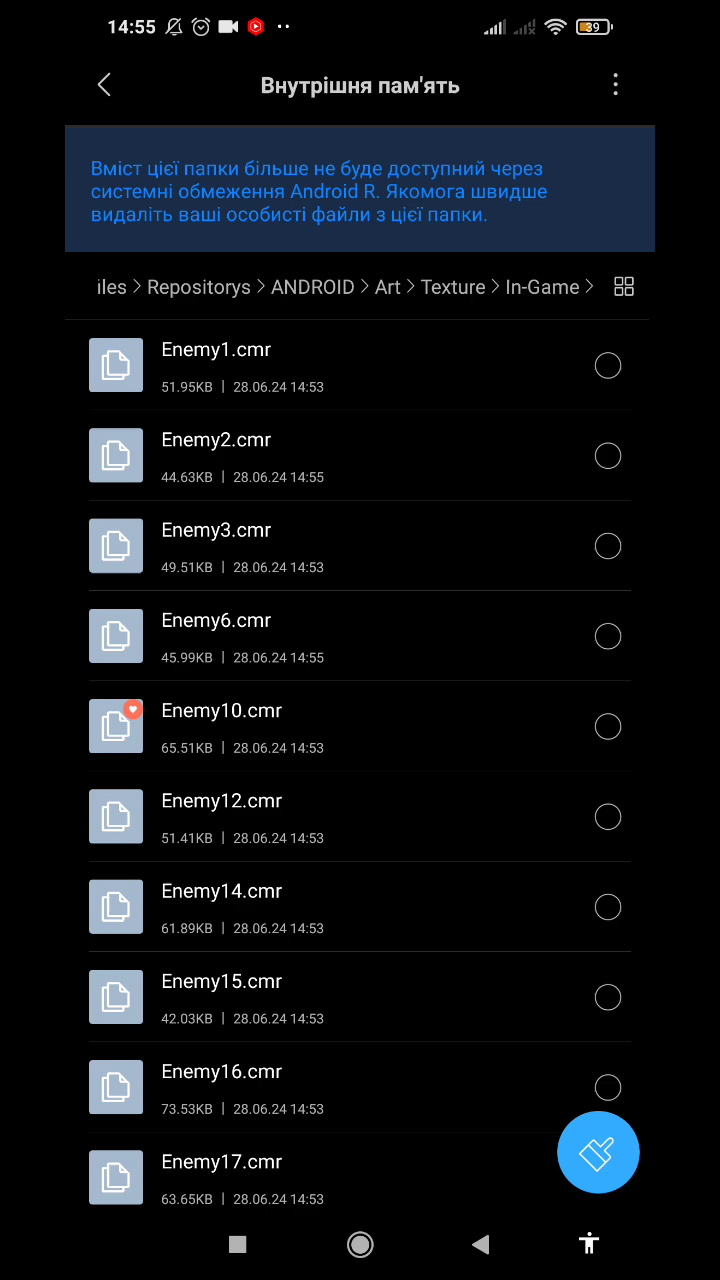 14:55
39
Внутрішня пам'ять
Вміст цієї папки більше не буде доступний через
системні обмеження Android R. Якомога швидше
видаліть ваші особисті файли з цієї папки.
iles > Repositorys > ANDROID > Art > Texture > In-Game >
Enemy1.cmr
51.95KB | 28.06.24 14:53
Enemy2.cmr
44.63KB | 28.06.24 14:55
Enemy3.cmr
49.51KB | 28.06.24 14:53
Enemy6.cmr
45.99KB | 28.06.24 14:55
Enemy10.cmr
65.51KB | 28.06.24 14:53
Enemy12.cmr
51.41KB | 28.06.24 14:53
Enemy14.cmr
61.89KB | 28.06.24 14:53
Enemy15.cmr
42.03KB | 28.06.24 14:53
Enemy16.cmr
73.53KB | 28.06.24 14:53
Enemy17.cmr
63.65KB | 28.06.24 14:53